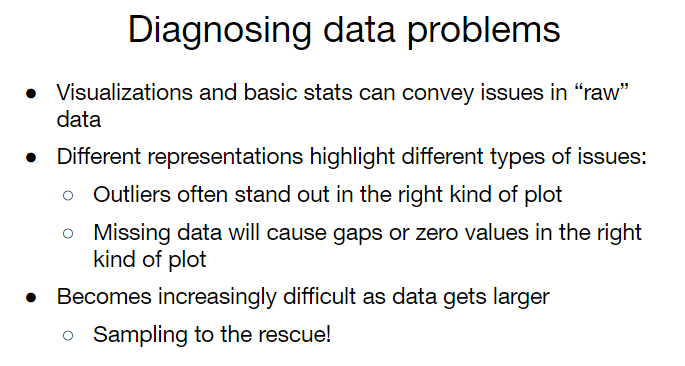 Diagnosing data problems
● Visualizations and basic stats can convey issues in “raw”
data
● Different representations highlight different types of issues:
○ Outliers often stand out in the right kind of plot
○ Missing data will cause gaps or zero values in the right
kind of plot
● Becomes increasingly difficult as data gets larger
○ Sampling to the rescue!